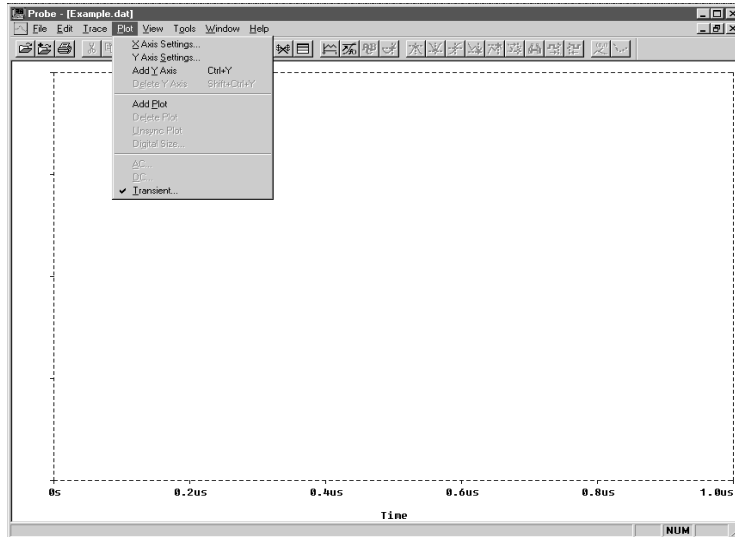 Probe - [Example.dat]
File Edit Trace Plot View Tools Window Help
X Axis Settings...
Y Axis Settings...
Add Y Axis Ctrl+Y
Delete Y Axis Shift+Ctrl+Y
Add Plot
Delete Plot
Unsync Plot
Digital Size...
AC...
DC...
✔ Transient...
0s 0.2us 0.4us 0.6us 0.8us 1.0us
Time
NUM